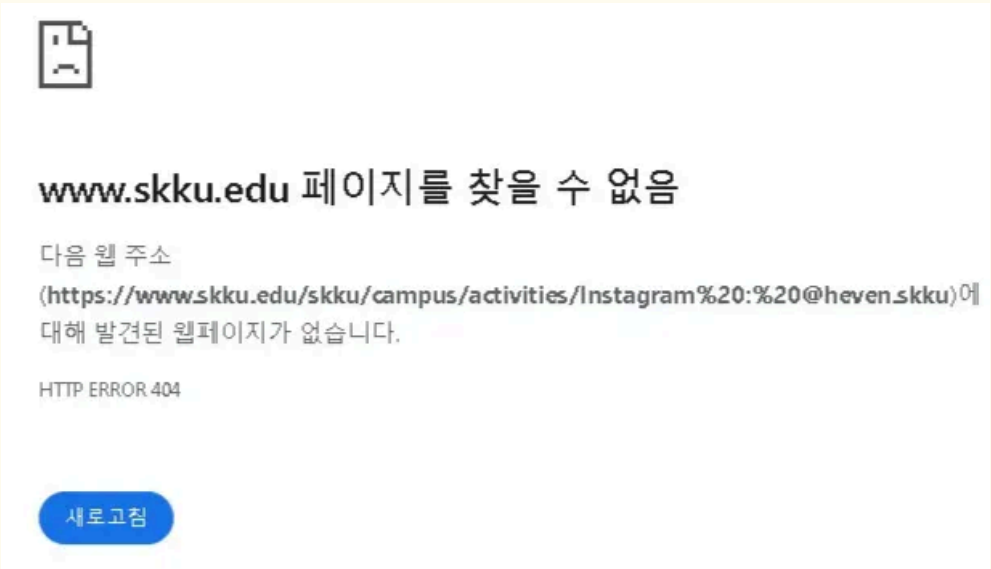 www.skku.edu 페이지를 찾을 수 없음
다음 웹 주소
(https://www.skku.edu/skku/campus/activities/Instagram%20:%20@heven.skku)에
대해 발견된 웹페이지가 없습니다.
HTTP ERROR 404
새로고침